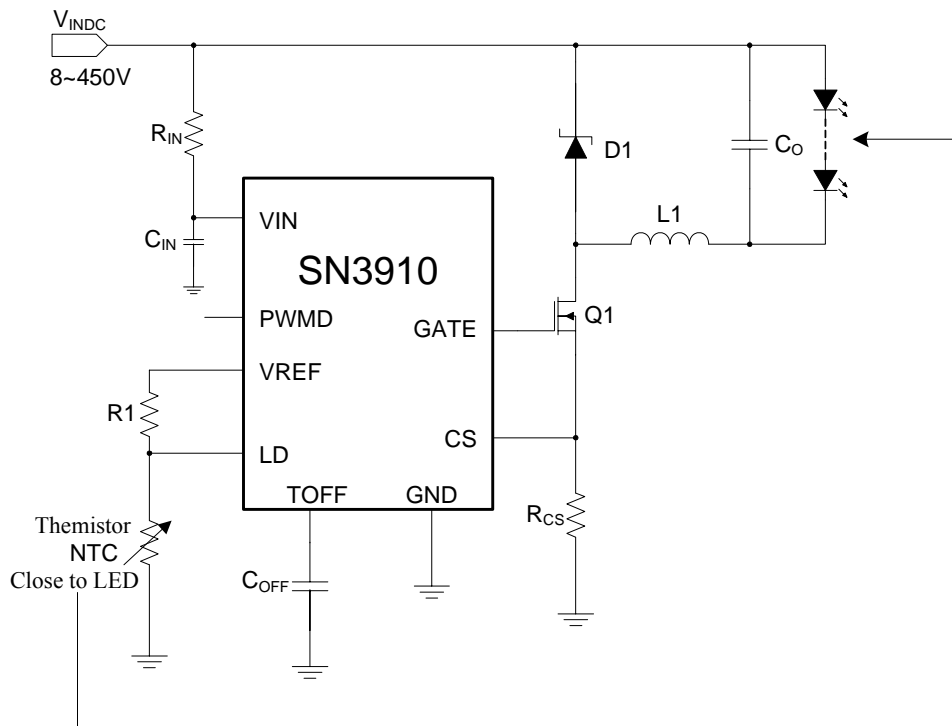 VINDC
8~450V
RIN
D1
CO
L1
CIN
VIN
SN3910
PWMD
GATE
Q1
VREF
R1
CS
LD
TOFF
GND
RCS
Themistor
NTC
Close to LED
COFF